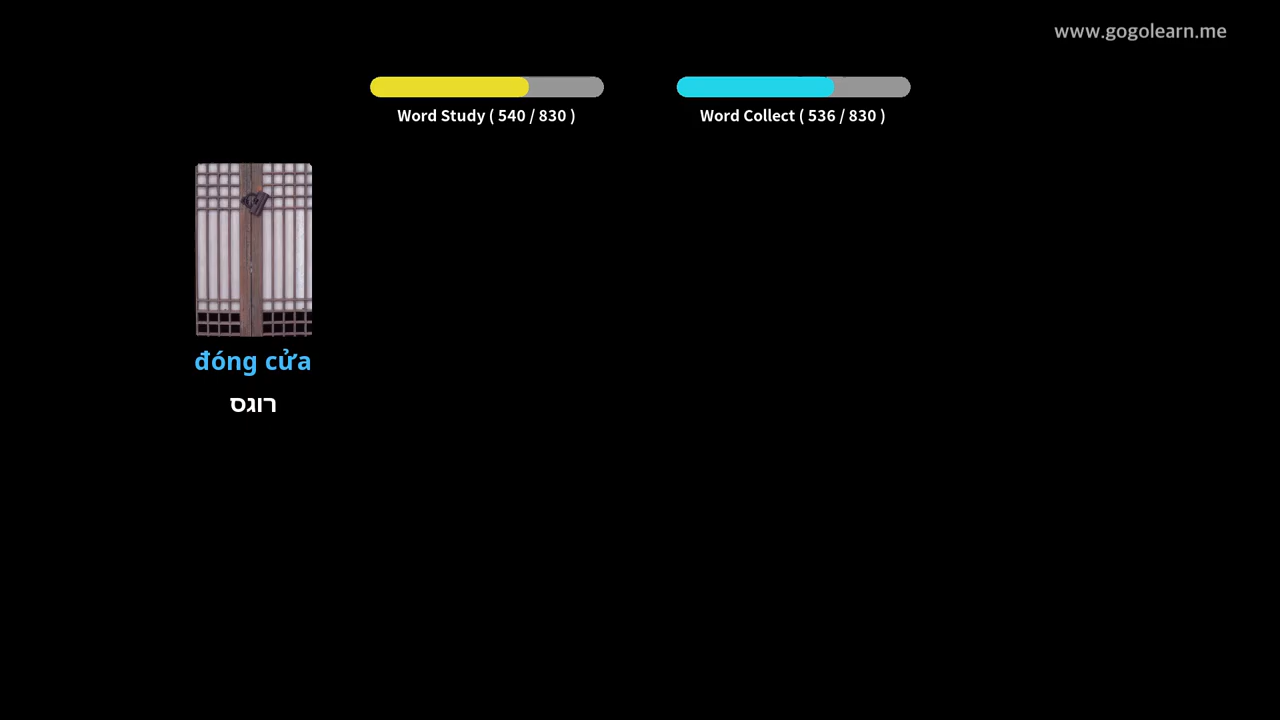 www.gogolearn.me
Word Study ( 540 / 830 )
Word Collect ( 536 / 830 )
đóng cửa
רוגס